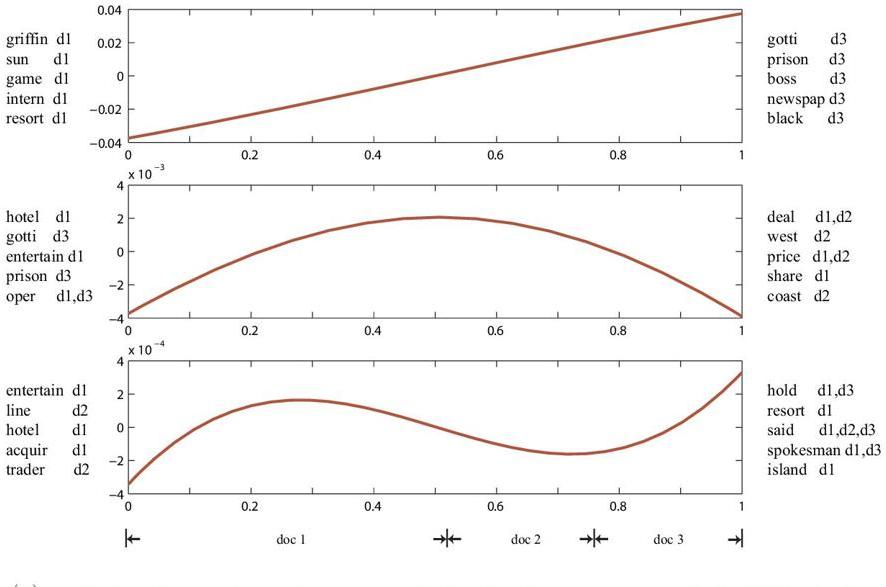 0.04
0.02
0
−0.02
−0.04
griffin d1
sun d1
game d1
intern d1
resort d1
gotti d3
prison d3
boss d3
newspap d3
black d3
0 0.2 0.4 0.6 0.8 1
x 10⁻³
4
2
0
−2
−4
hotel d1
gotti d3
entertain d1
prison d3
oper d1,d3
deal d1,d2
west d2
price d1,d2
share d1
coast d2
0 0.2 0.4 0.6 0.8 1
x 10⁻⁴
4
2
0
−2
−4
entertain d1
line d2
hotel d1
acquir d1
trader d2
hold d1,d3
resort d1
said d1,d2,d3
spokesman d1,d3
island d1
0 0.2 0.4 0.6 0.8 1
doc 1 doc 2 doc 3